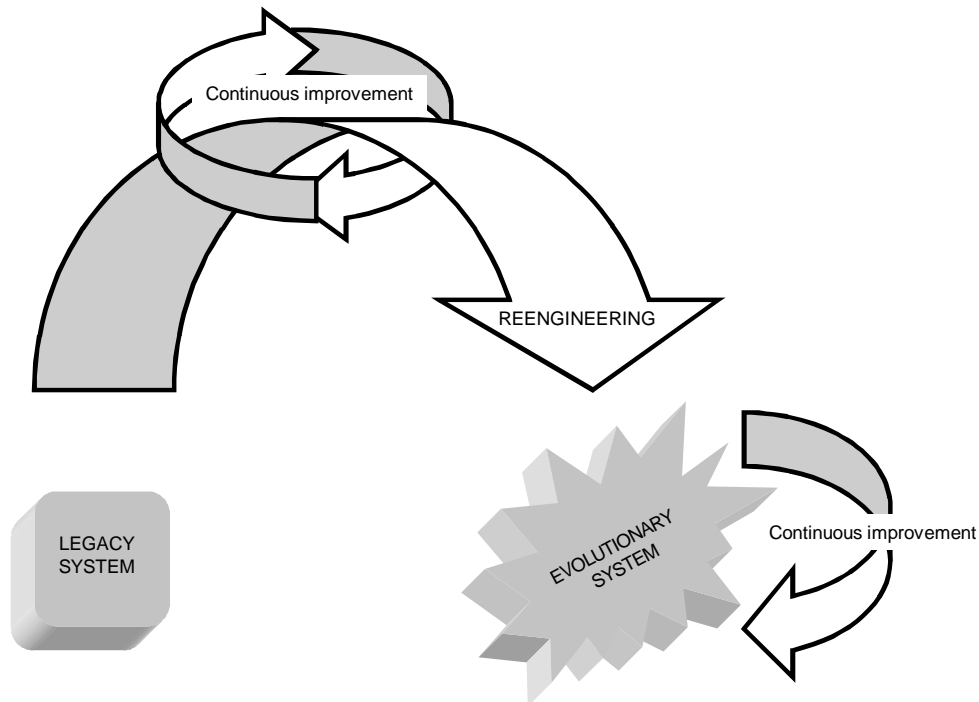 Continuous improvement
REENGINEERING
LEGACY
SYSTEM
EVOLUTIONARY
SYSTEM
Continuous improvement